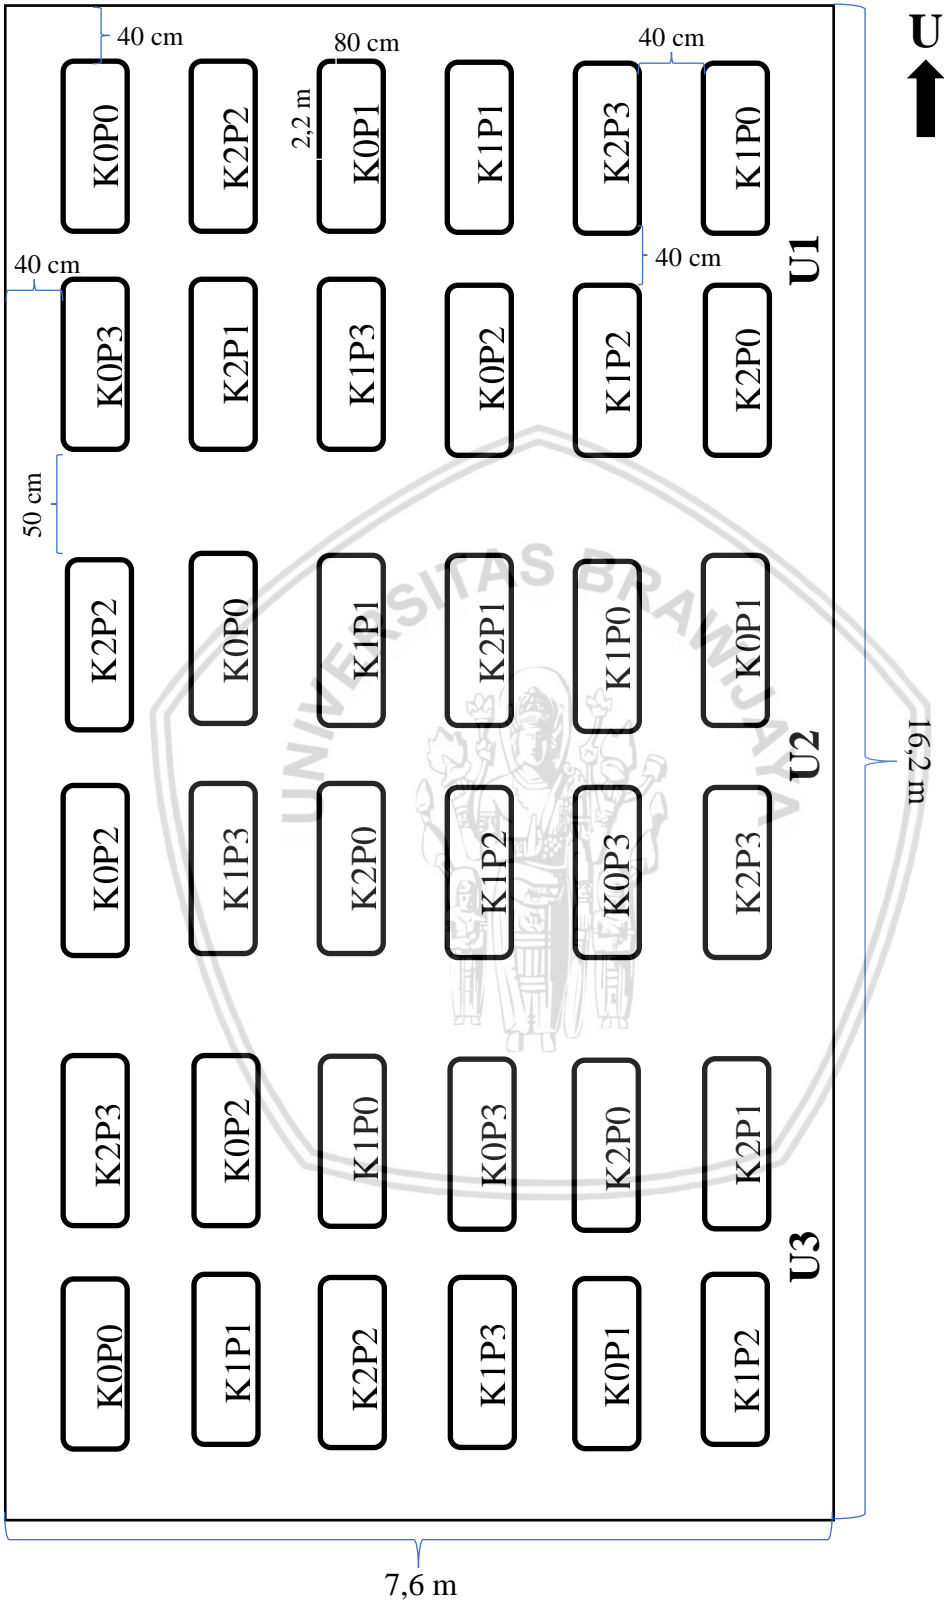 40 cm
80 cm
40 cm
U
2,2 m
K0P0
K2P2
K0P1
K1P1
K2P3
K1P0
U1
40 cm
40 cm
K0P3
K2P1
K1P3
K0P2
K1P2
K2P0
50 cm
UNIVERSITAS BRAWIJAYA
K2P2
K0P0
K1P1
K2P1
K1P0
K0P1
U2
16,2 m
K0P2
K1P3
K2P0
K1P2
K0P3
K2P3
K2P3
K0P2
K1P0
K0P3
K2P0
K2P1
U3
K0P0
K1P1
K2P2
K1P3
K0P1
K1P2
7,6 m